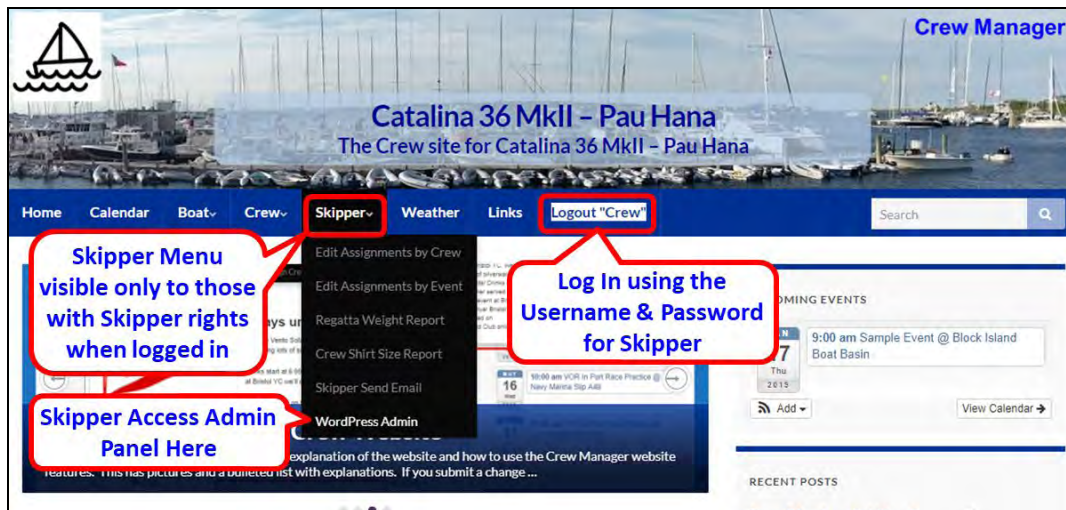 Crew Manager
Catalina 36 MkII – Pau Hana
The Crew site for Catalina 36 MkII – Pau Hana
Home Calendar Boat Crew Skipper Weather Links Logout "Crew" Search
Skipper Menu
visible only to those
with Skipper rights
when logged in
Edit Assignments by Crew
Edit Assignments by Event
Regatta Weight Report
Crew Shirt Size Report
Skipper Send Email
WordPress Admin
Log In using the
Username & Password
for Skipper
Skipper Access Admin
Panel Here
16
10:00 am VOR in Port Race Practice @
Navy Marina Slip A48
explanation of the website and how to use the Crew Manager website
features. This has pictures and a bulleted list with explanations. If you submit a change ...
OMING EVENTS
7
Thu
2015
9:00 am Sample Event @ Block Island
Boat Basin
Add View Calendar
RECENT POSTS